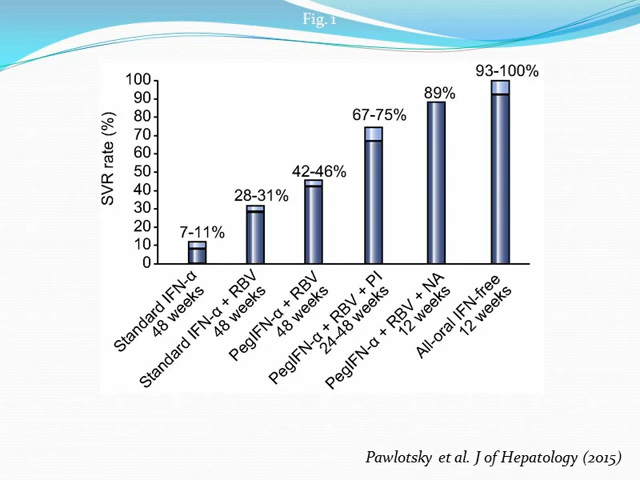 Fig. 1
SVR rate (%)
100
90
80
70
60
50
40
30
20
10
0
7-11%
28-31%
42-46%
67-75%
89%
93-100%
Standard IFN-α
48 weeks
Standard IFN-α + RBV
48 weeks
PegIFN-α + RBV
48 weeks
PegIFN-α + RBV + PI
24-48 weeks
PegIFN-α + RBV + NA
12 weeks
All-oral IFN-free
12 weeks
Pawlotsky et al. J of Hepatology (2015)